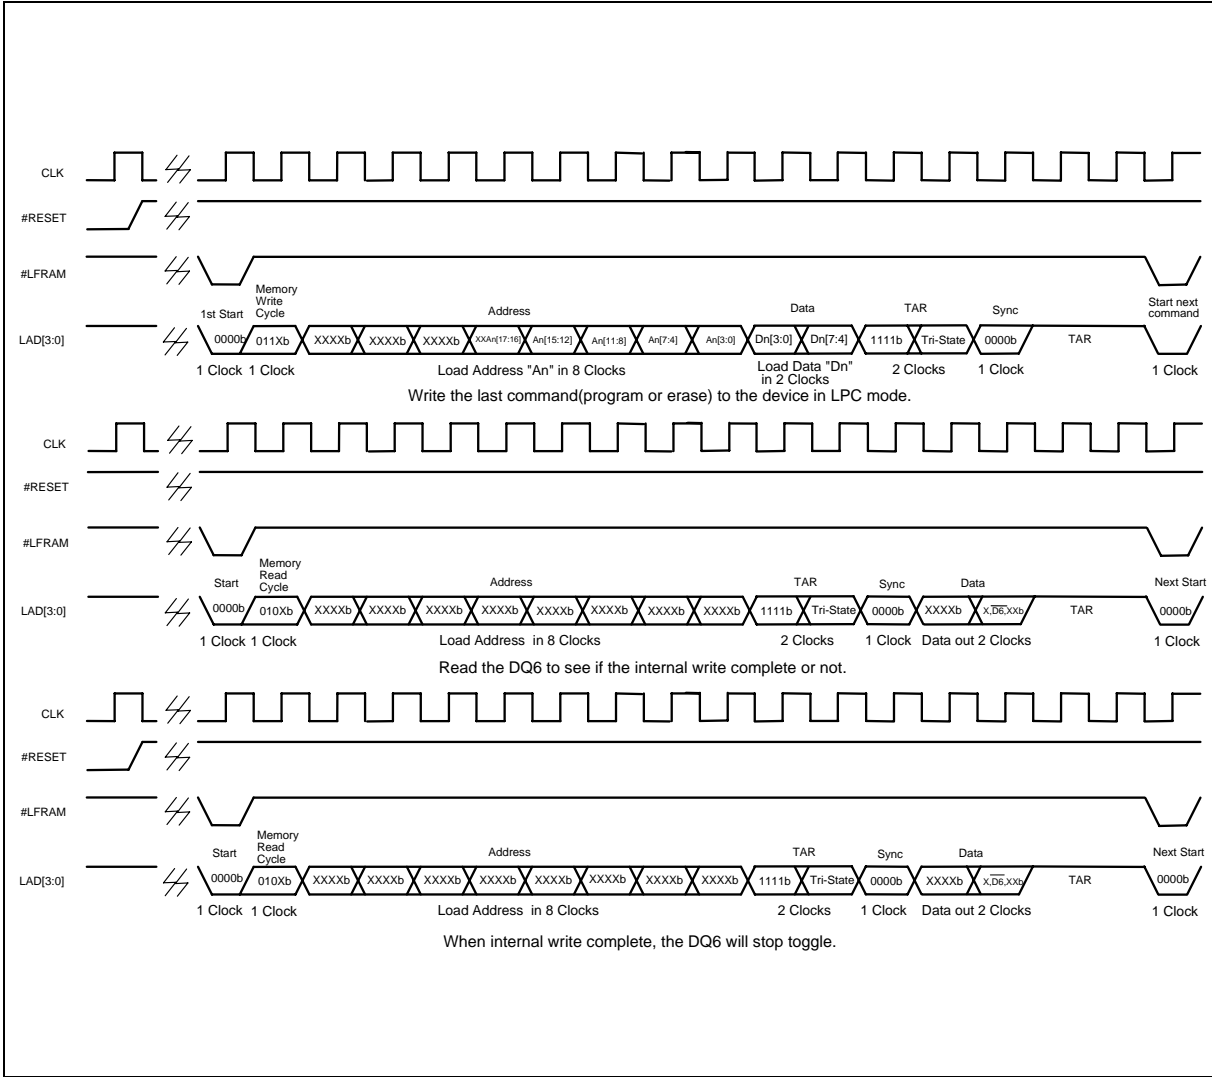 CLK
#RESET
#LFRAM
Memory
Write
Cycle
1st Start Address Data TAR Sync Start next
command
LAD[3:0] 0000b 011Xb XXXXb XXXXb XXXXb XXAn[17:16] An[15:12] An[11:8] An[7:4] An[3:0] Dn[3:0] Dn[7:4] 1111b Tri-State 0000b TAR
1 Clock 1 Clock Load Address "An" in 8 Clocks Load Data "Dn"
in 2 Clocks 2 Clocks 1 Clock 1 Clock
Write the last command(program or erase) to the device in LPC mode.
CLK
#RESET
#LFRAM
Memory
Read
Cycle
Start Address TAR Sync Data Next Start
LAD[3:0] 0000b 010Xb XXXXb XXXXb XXXXb XXXXb XXXXb XXXXb XXXXb XXXXb 1111b Tri-State 0000b XXXXb X,D6,XXb TAR 0000b
1 Clock 1 Clock Load Address in 8 Clocks 2 Clocks 1 Clock Data out 2 Clocks 1 Clock
Read the DQ6 to see if the internal write complete or not.
CLK
#RESET
#LFRAM
Memory
Read
Cycle
Start Address TAR Sync Data Next Start
LAD[3:0] 0000b 010Xb XXXXb XXXXb XXXXb XXXXb XXXXb XXXXb XXXXb XXXXb 1111b Tri-State 0000b XXXXb X,D6,XXb TAR 0000b
1 Clock 1 Clock Load Address in 8 Clocks 2 Clocks 1 Clock Data out 2 Clocks 1 Clock
When internal write complete, the DQ6 will stop toggle.